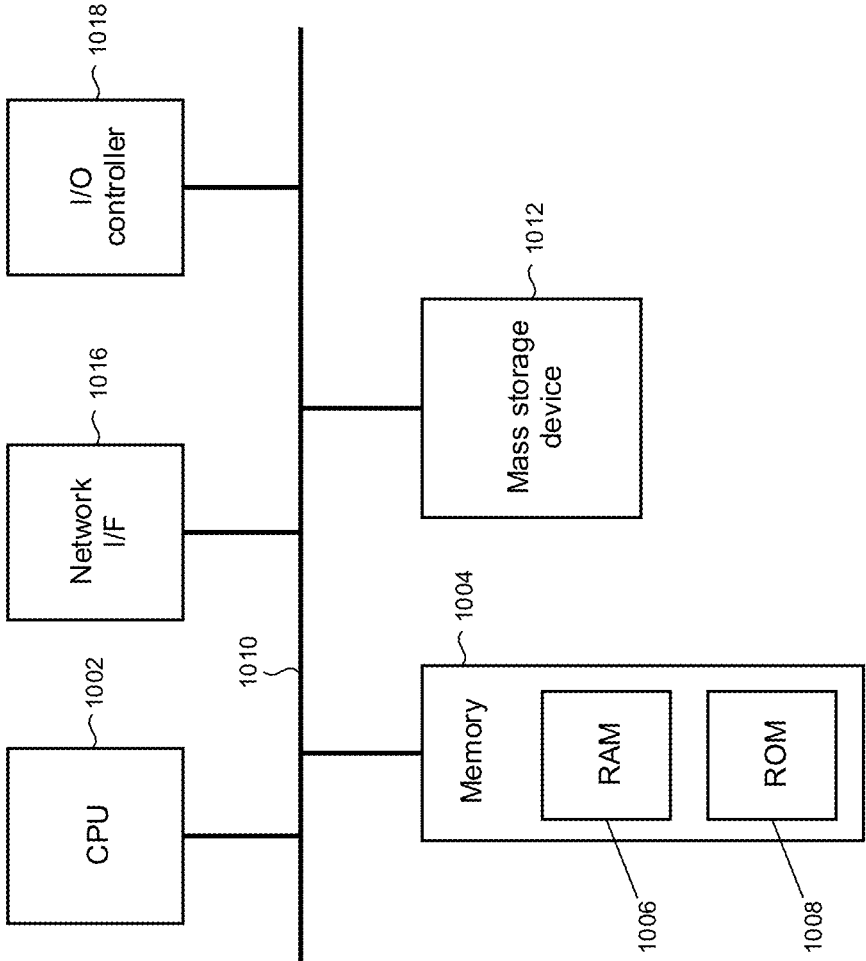 1002
CPU
1016
Network
I/F
1018
I/O
controller
1010
1004
Memory
RAM
1006
ROM
1008
1012
Mass storage
device